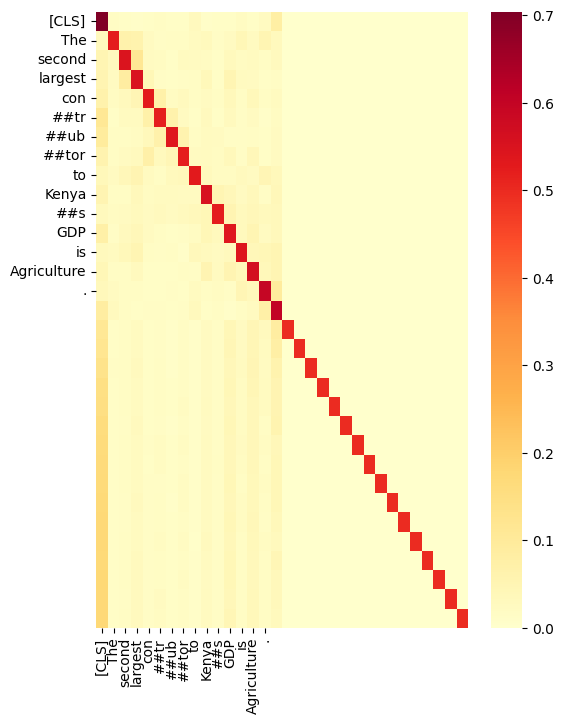 [CLS]
The
second
largest
con
##tr
##ub
##tor
to
Kenya
##s
GDP
is
Agriculture
.
0.7
0.6
0.5
0.4
0.3
0.2
0.1
0.0
[CLS]
The
second
largest
con
##tr
##ub
##tor
to
Kenya
##s
GDP
is
Agriculture
.